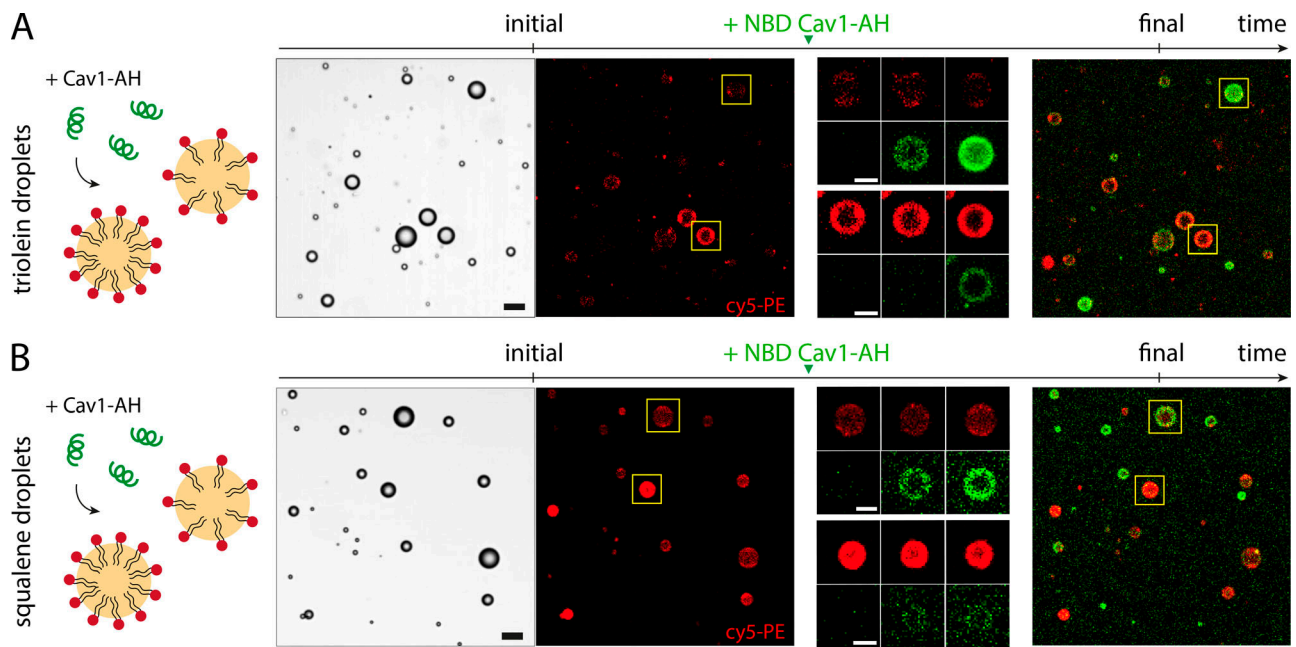 A
initial
+ NBD Cav1-AH
final
time
+ Cav1-AH
triolein droplets
cy5-PE
B
initial
+ NBD Cav1-AH
final
time
+ Cav1-AH
squalene droplets
cy5-PE